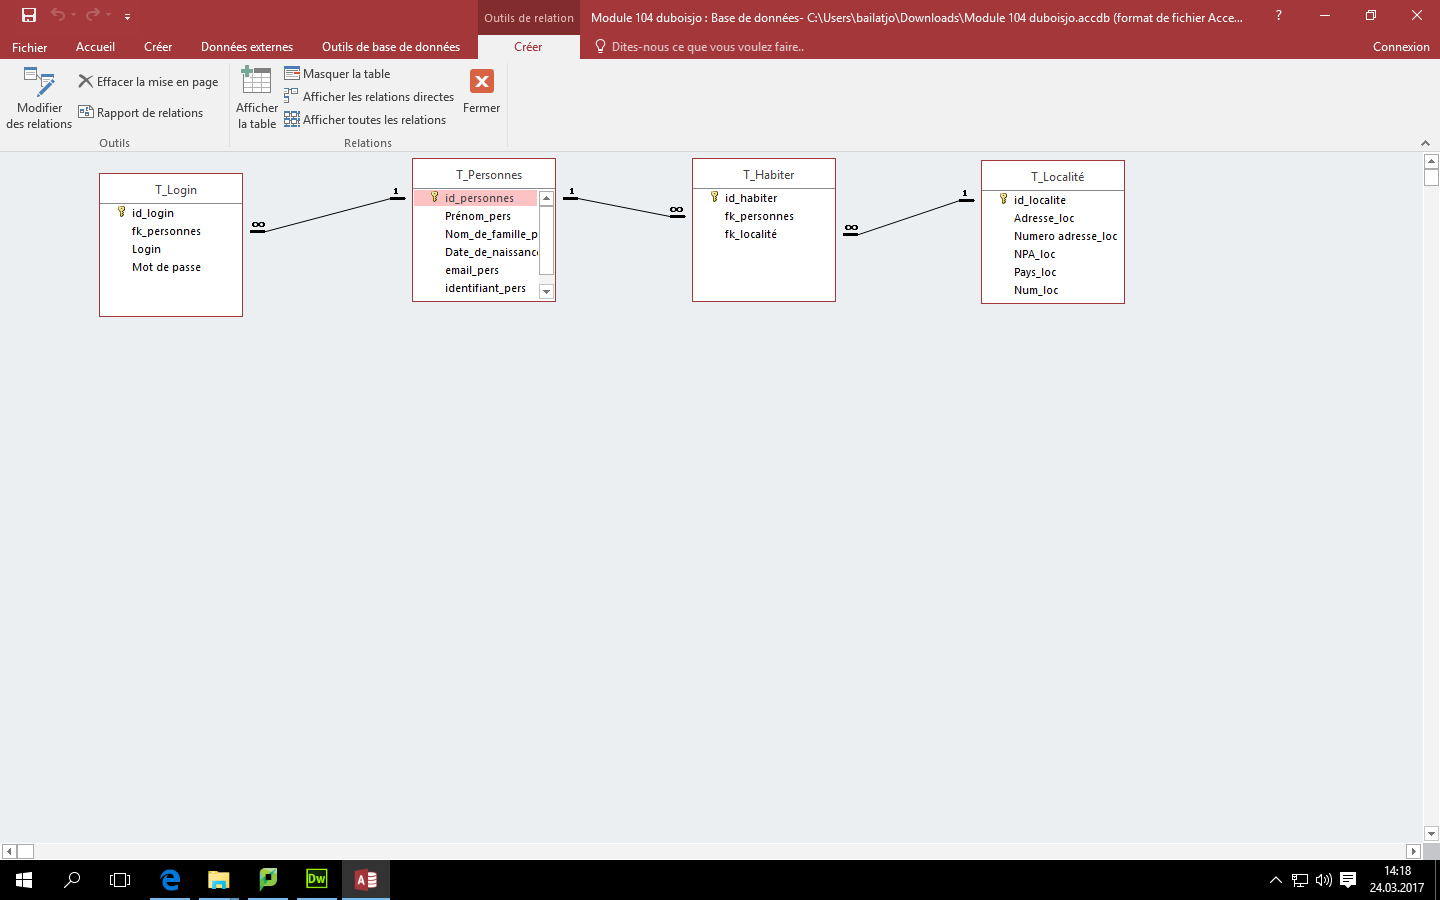 Outils de relation
Module 104 duboisjo : Base de données- C:\Users\bailatjo\Downloads\Module 104 duboisjo.accdb (format de fichier Acce...
?
Fichier
Accueil
Créer
Données externes
Outils de base de données
Créer
Dites-nous ce que vous voulez faire..
Connexion
Modifier
des relations
Effacer la mise en page
Rapport de relations
Outils
Afficher
la table
Masquer la table
Afficher les relations directes
Afficher toutes les relations
Relations
Fermer
T_Login
id_login
fk_personnes
Login
Mot de passe
∞
1
T_Personnes
id_personnes
Prénom_pers
Nom_de_famille_p
Date_de_naissanc
email_pers
identifiant_pers
1
∞
T_Habiter
id_habiter
fk_personnes
fk_localité
∞
1
T_Localité
id_localite
Adresse_loc
Numero adresse_loc
NPA_loc
Pays_loc
Num_loc
Dw
14:18
24.03.2017